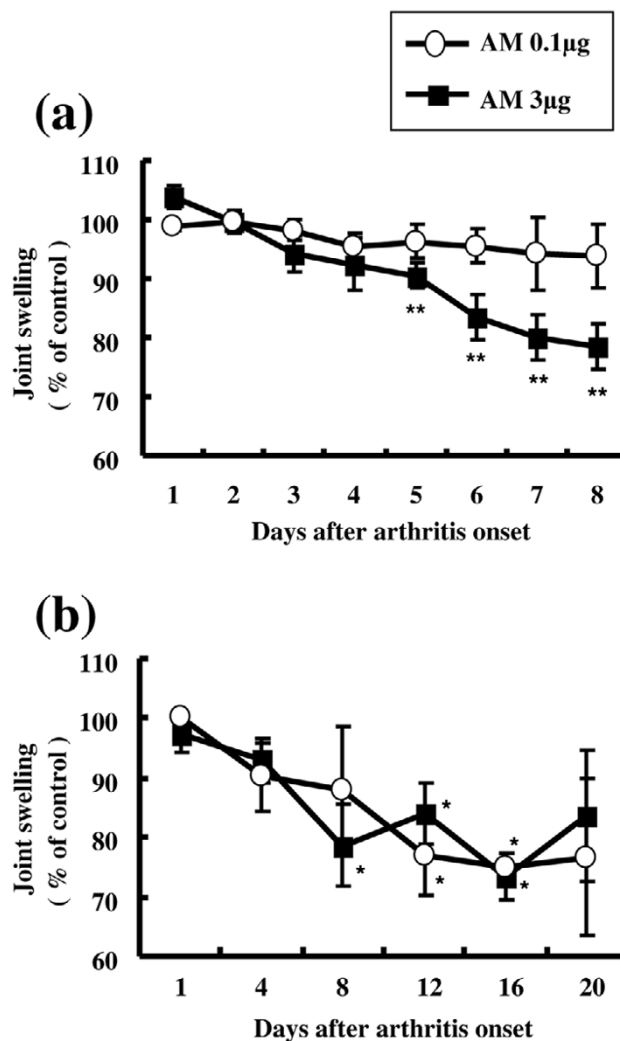 AM 0.1μg
AM 3μg
(a)
110
100
90
80
70
60
Joint swelling
( % of control )
**
**
**
**
1 2 3 4 5 6 7 8
Days after arthritis onset
(b)
110
100
90
80
70
60
Joint swelling
( % of control )
*
*
*
*
*
1 4 8 12 16 20
Days after arthritis onset